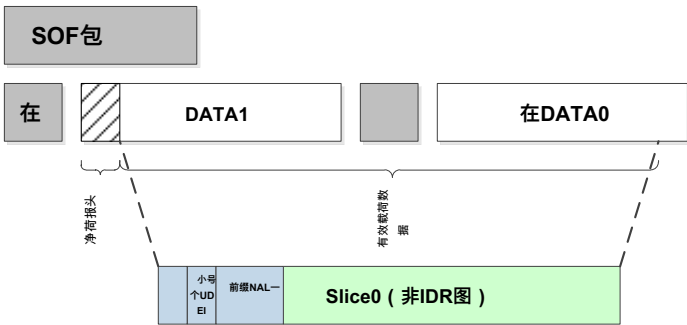 SOF包
在
DATA1
在DATA0
净荷报头
有效载荷数
据
小号
个UD
EI
前缀NAL一
Slice0（非IDR图）